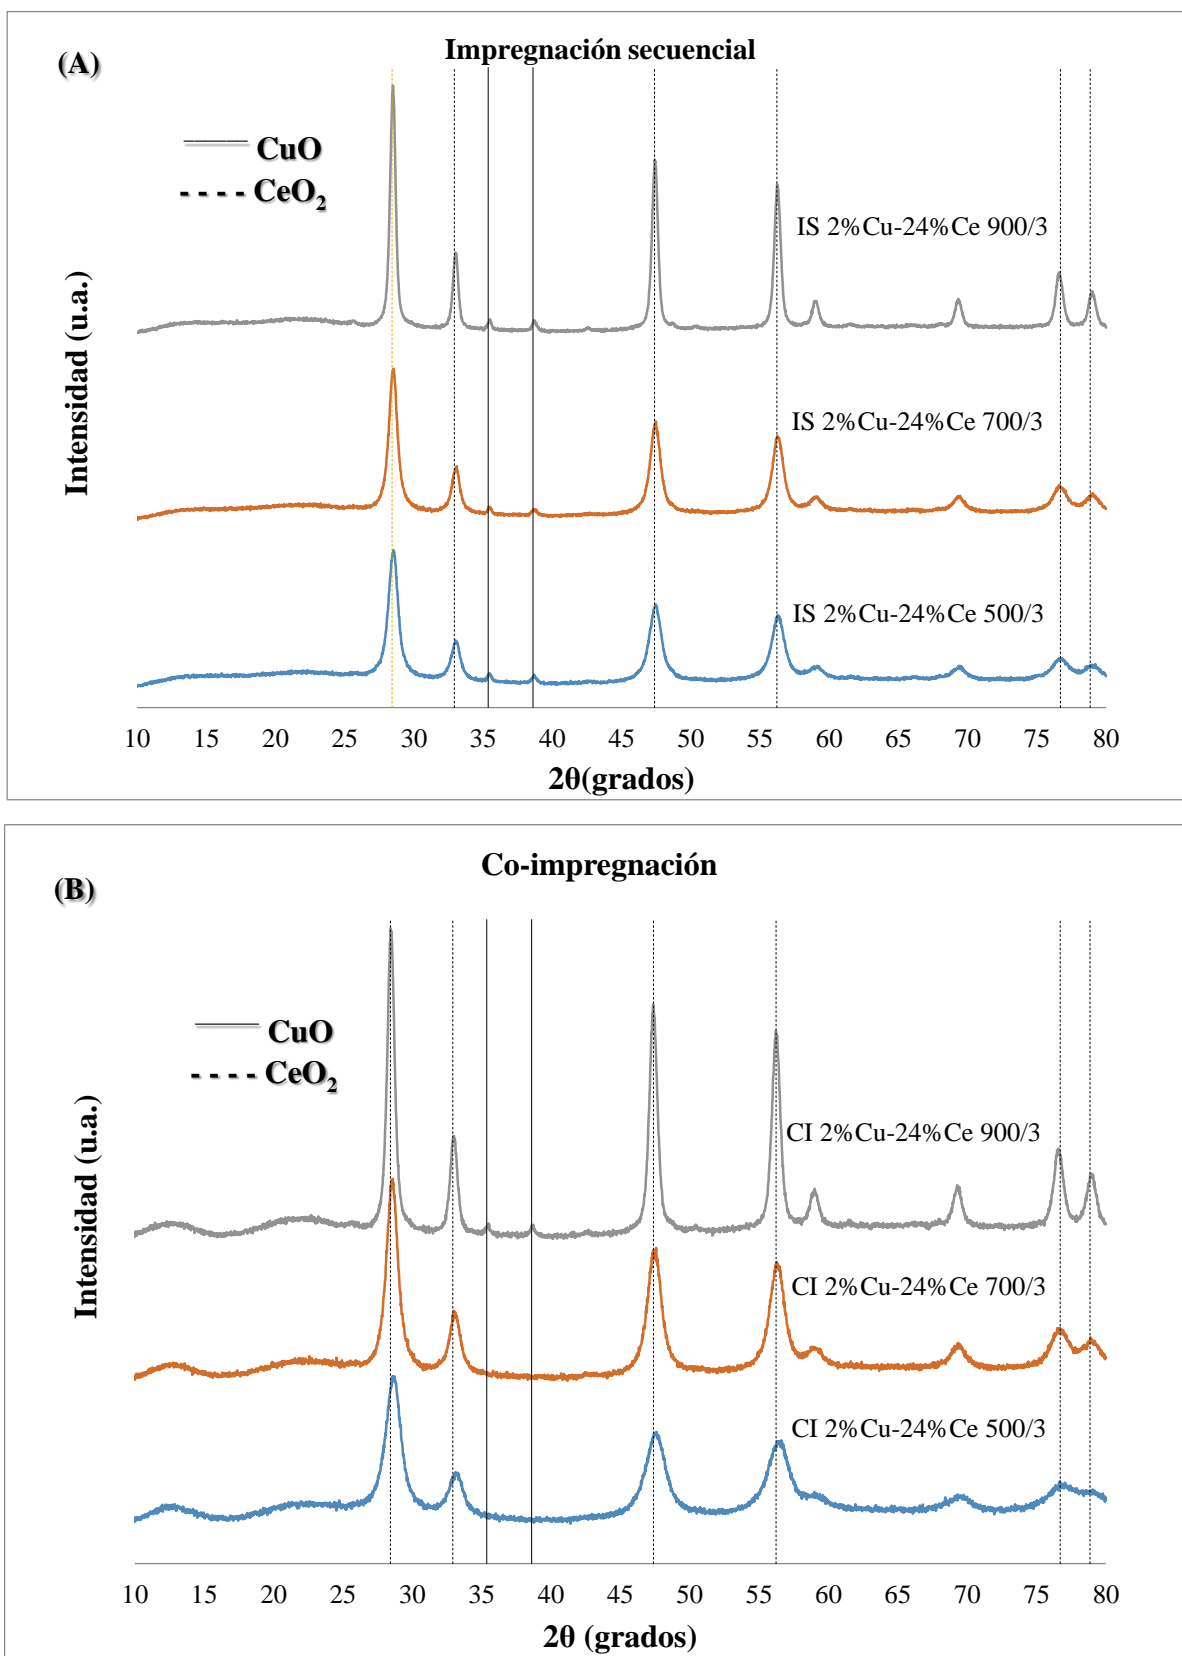 (A)
Impregnación secuencial
CuO
CeO2
IS 2%Cu-24%Ce 900/3
IS 2%Cu-24%Ce 700/3
IS 2%Cu-24%Ce 500/3
Intensidad (u.a.)
10 15 20 25 30 35 40 45 50 55 60 65 70 75 80
2θ(grados)
(B)
Co-impregnación
CuO
CeO2
CI 2%Cu-24%Ce 900/3
CI 2%Cu-24%Ce 700/3
CI 2%Cu-24%Ce 500/3
Intensidad (u.a.)
10 15 20 25 30 35 40 45 50 55 60 65 70 75 80
2θ (grados)